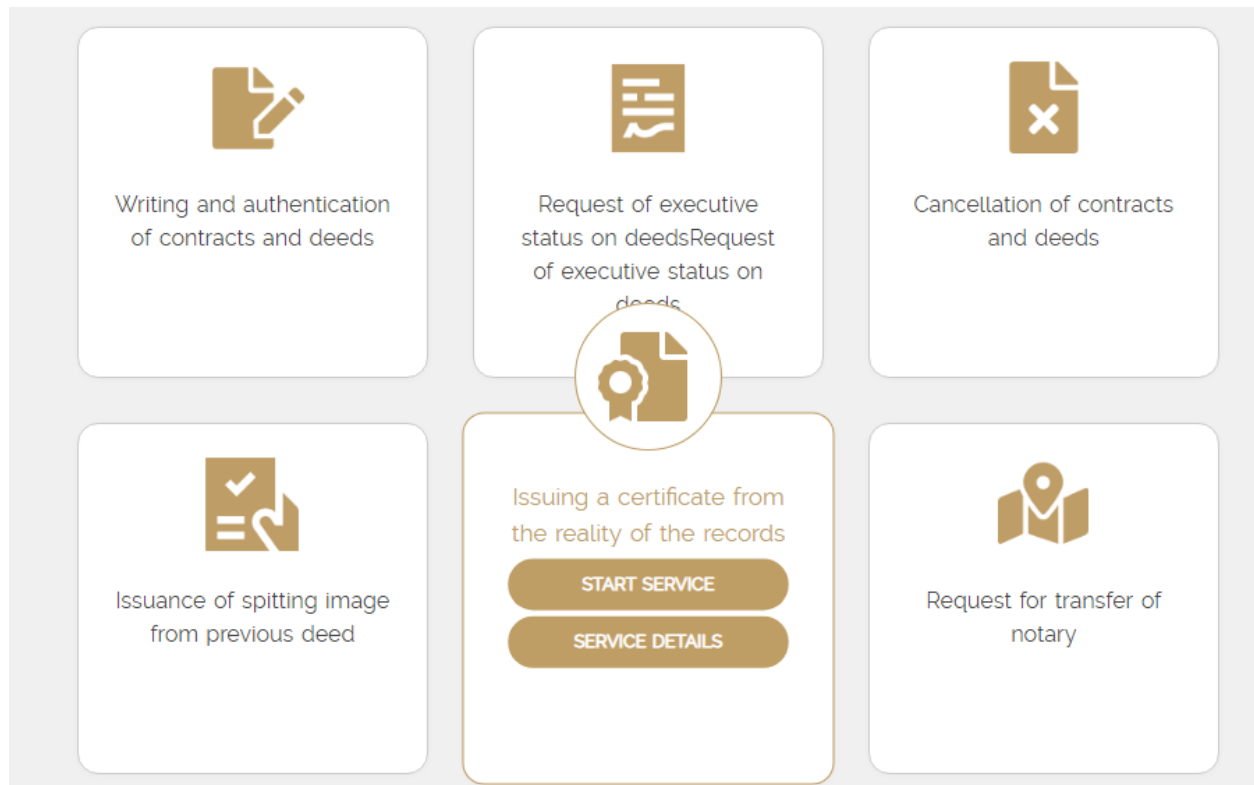 Writing and authentication
of contracts and deeds
Request of executive
status on deedsRequest
of executive status on
deeds
Cancellation of contracts
and deeds
Issuance of spitting image
from previous deed
Issuing a certificate from
the reality of the records
START SERVICE
SERVICE DETAILS
Request for transfer of
notary